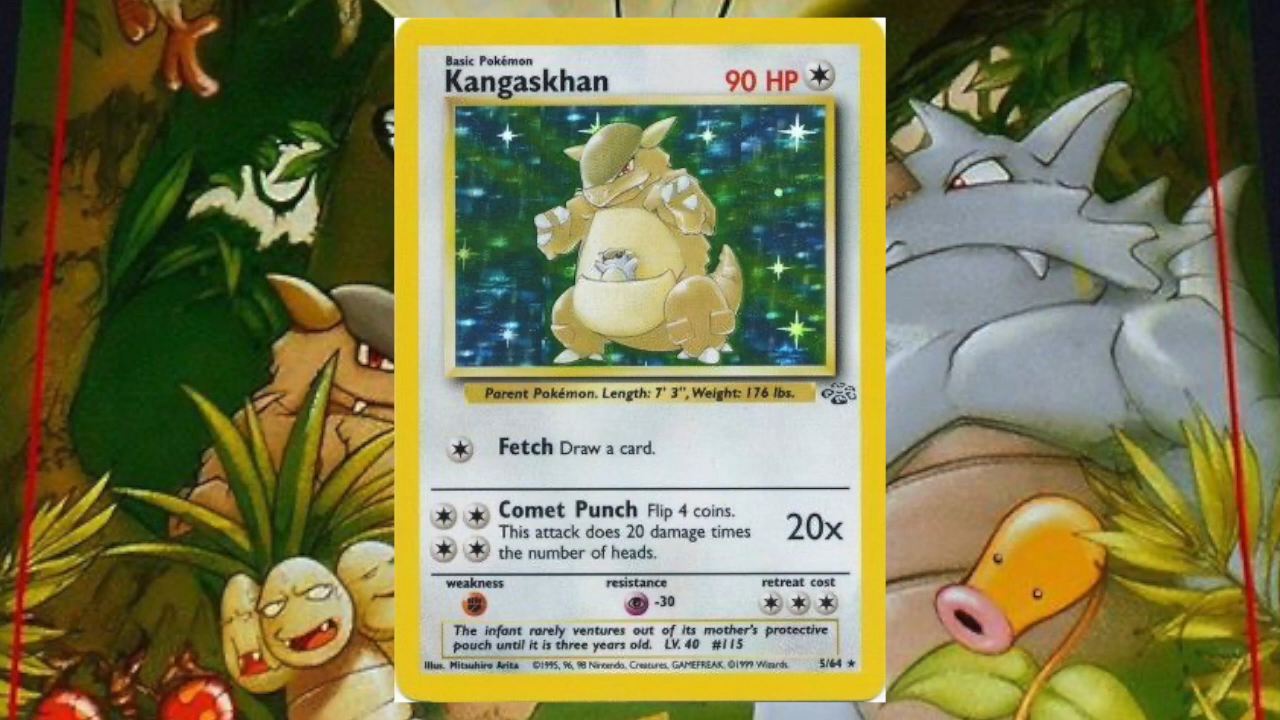 Basic Pokémon
Kangaskhan 90 HP
Parent Pokémon. Length: 7' 3", Weight: 176 lbs.
Fetch Draw a card.
Comet Punch Flip 4 coins.
This attack does 20 damage times
the number of heads.
20x
weakness resistance retreat cost
-30
The infant rarely ventures out of its mother's protective
pouch until it is three years old. LV. 40 #115
Illus. Mitsuhiro Arita ©1995, 96, 98 Nintendo, Creatures, GAMEFREAK. ©1999 Wizards. 5/64 ★